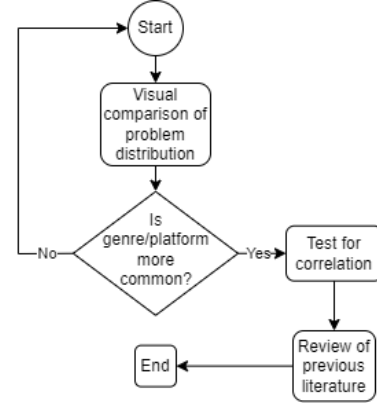 Start
Visual
comparison of
problem
distribution
Is
genre/platform
more
common?
No
Yes
Test for
correlation
Review of
previous
literature
End